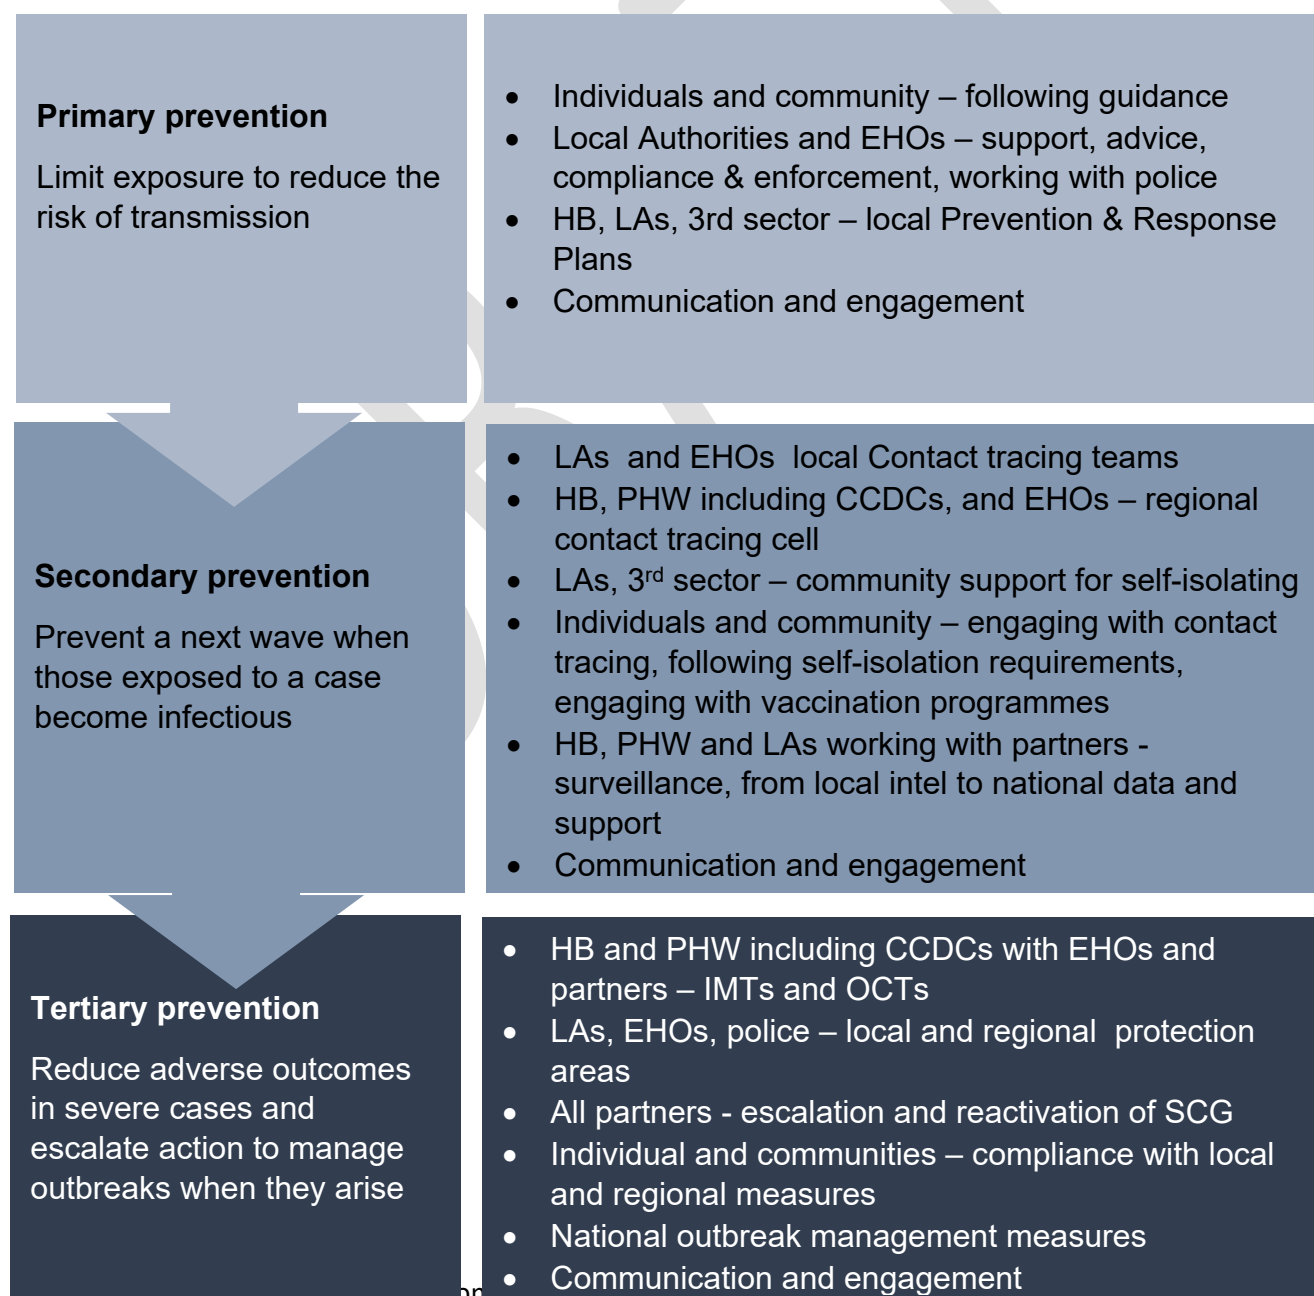 Primary prevention
Limit exposure to reduce the
risk of transmission
• Individuals and community – following guidance
• Local Authorities and EHOs – support, advice,
compliance & enforcement, working with police
• HB, LAs, 3rd sector – local Prevention & Response
Plans
• Communication and engagement
Secondary prevention
Prevent a next wave when
those exposed to a case
become infectious
• LAs  and EHOs  local Contact tracing teams
• HB, PHW including CCDCs, and EHOs – regional
contact tracing cell
• LAs, 3rd sector – community support for self-isolating
• Individuals and community – engaging with contact
tracing, following self-isolation requirements,
engaging with vaccination programmes
• HB, PHW and LAs working with partners -
surveillance, from local intel to national data and
support
• Communication and engagement
Tertiary prevention
Reduce adverse outcomes
in severe cases and
escalate action to manage
outbreaks when they arise
• HB and PHW including CCDCs with EHOs and
partners – IMTs and OCTs
• LAs, EHOs, police – local and regional  protection
areas
• All partners - escalation and reactivation of SCG
• Individual and communities – compliance with local
and regional measures
• National outbreak management measures
• Communication and engagement